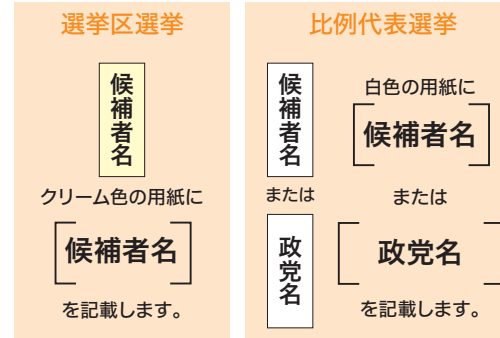 選挙区選挙
候補者名
クリーム色の用紙に
候補者名
を記載します。
比例代表選挙
候補者名
または
政党名
白色の用紙に
候補者名
または
政党名
を記載します。